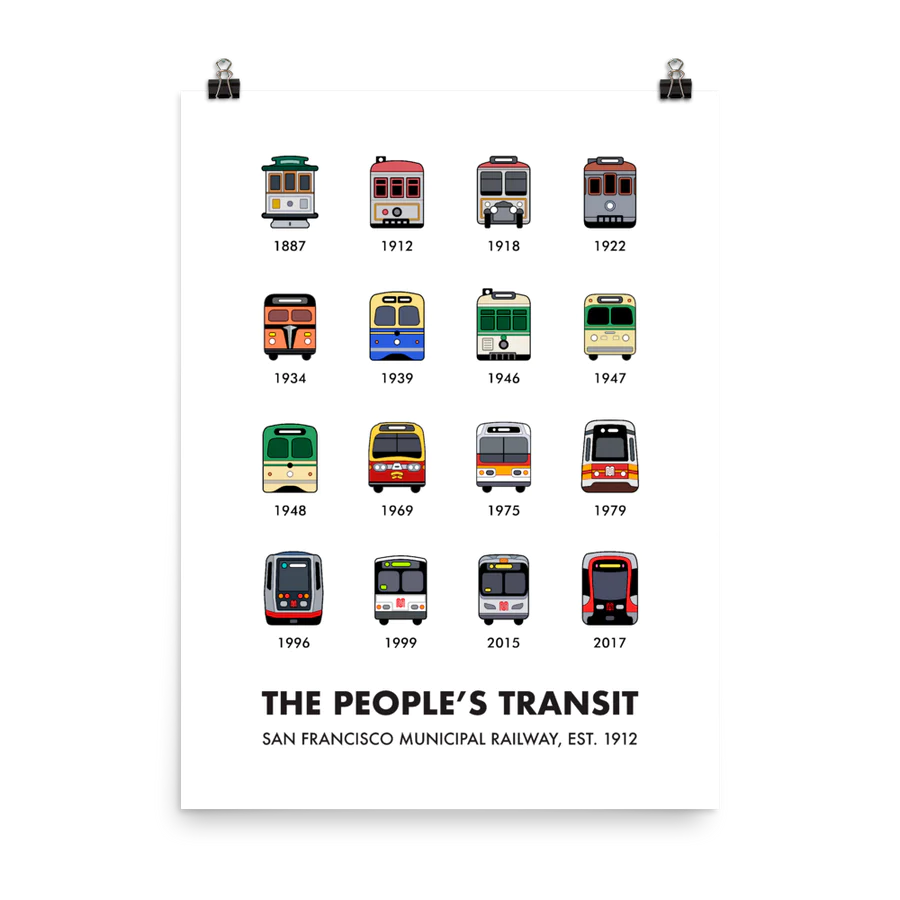 1887 1912 1918 1922
1934 1939 1946 1947
1948 1969 1975 1979
1996 1999 2015 2017
THE PEOPLE'S TRANSIT
SAN FRANCISCO MUNICIPAL RAILWAY, EST. 1912